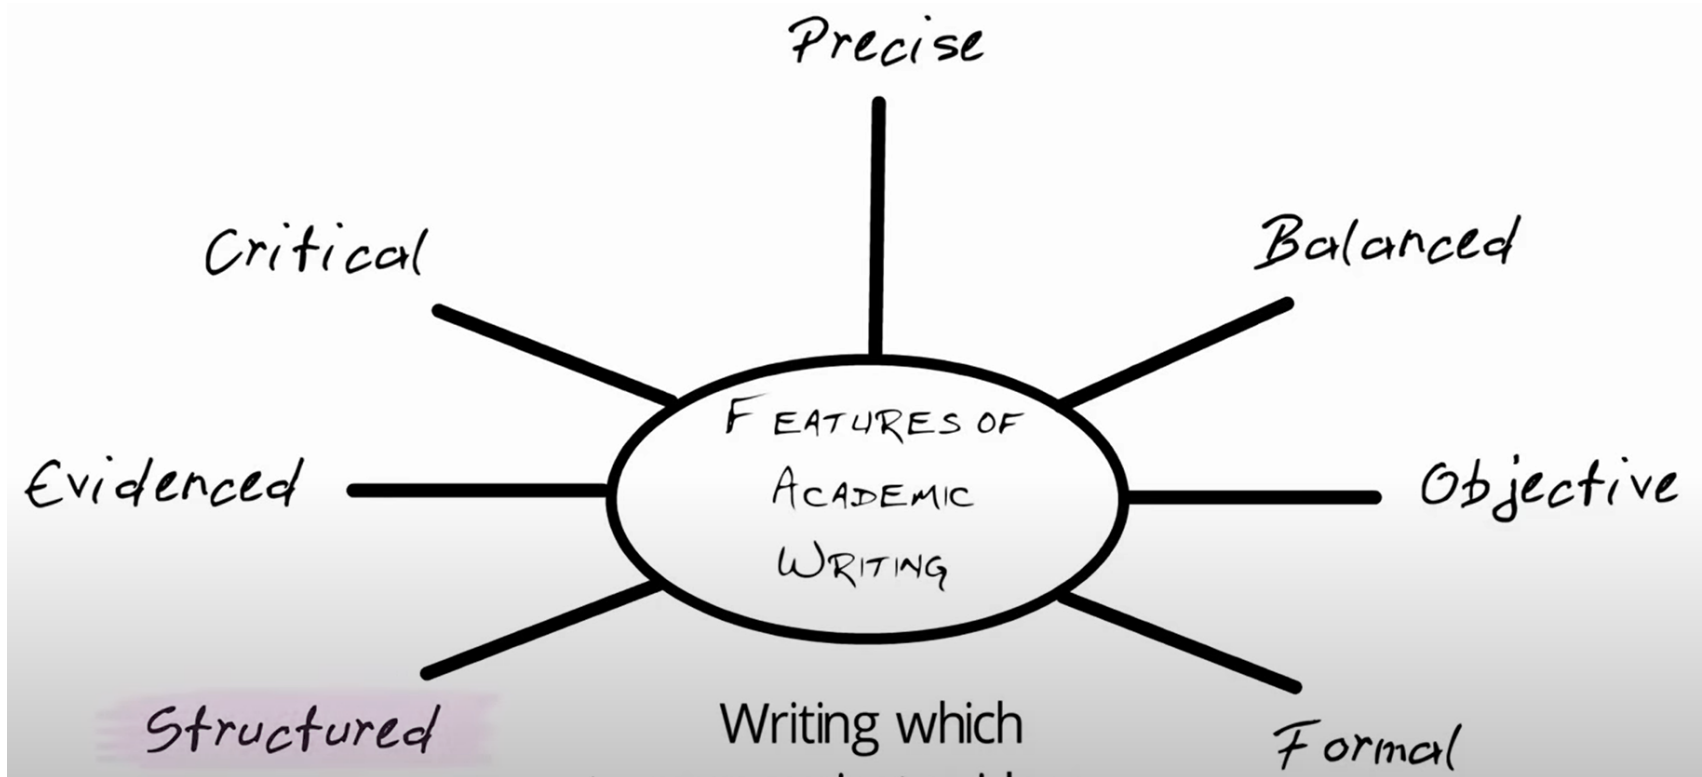 Precise
Critical
Balanced
FEATURES OF
ACADEMIC
WRITING
Evidenced
Objective
Structured
Writing which
Formal